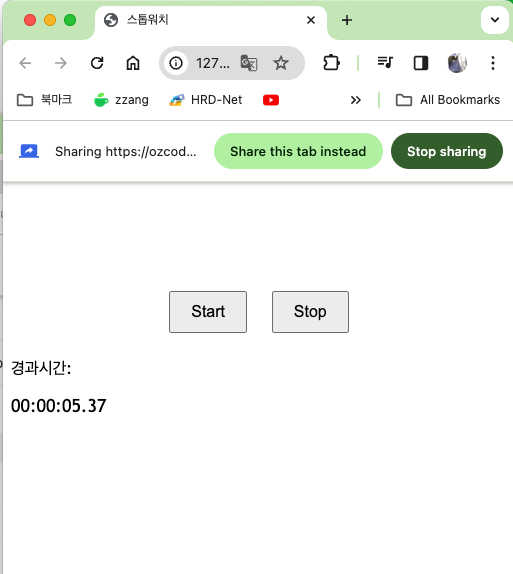 스톱워치
127...
북마크 zzang HRD-Net All Bookmarks
Sharing https://ozcod... Share this tab instead Stop sharing
Start Stop
경과시간:
00:00:05.37